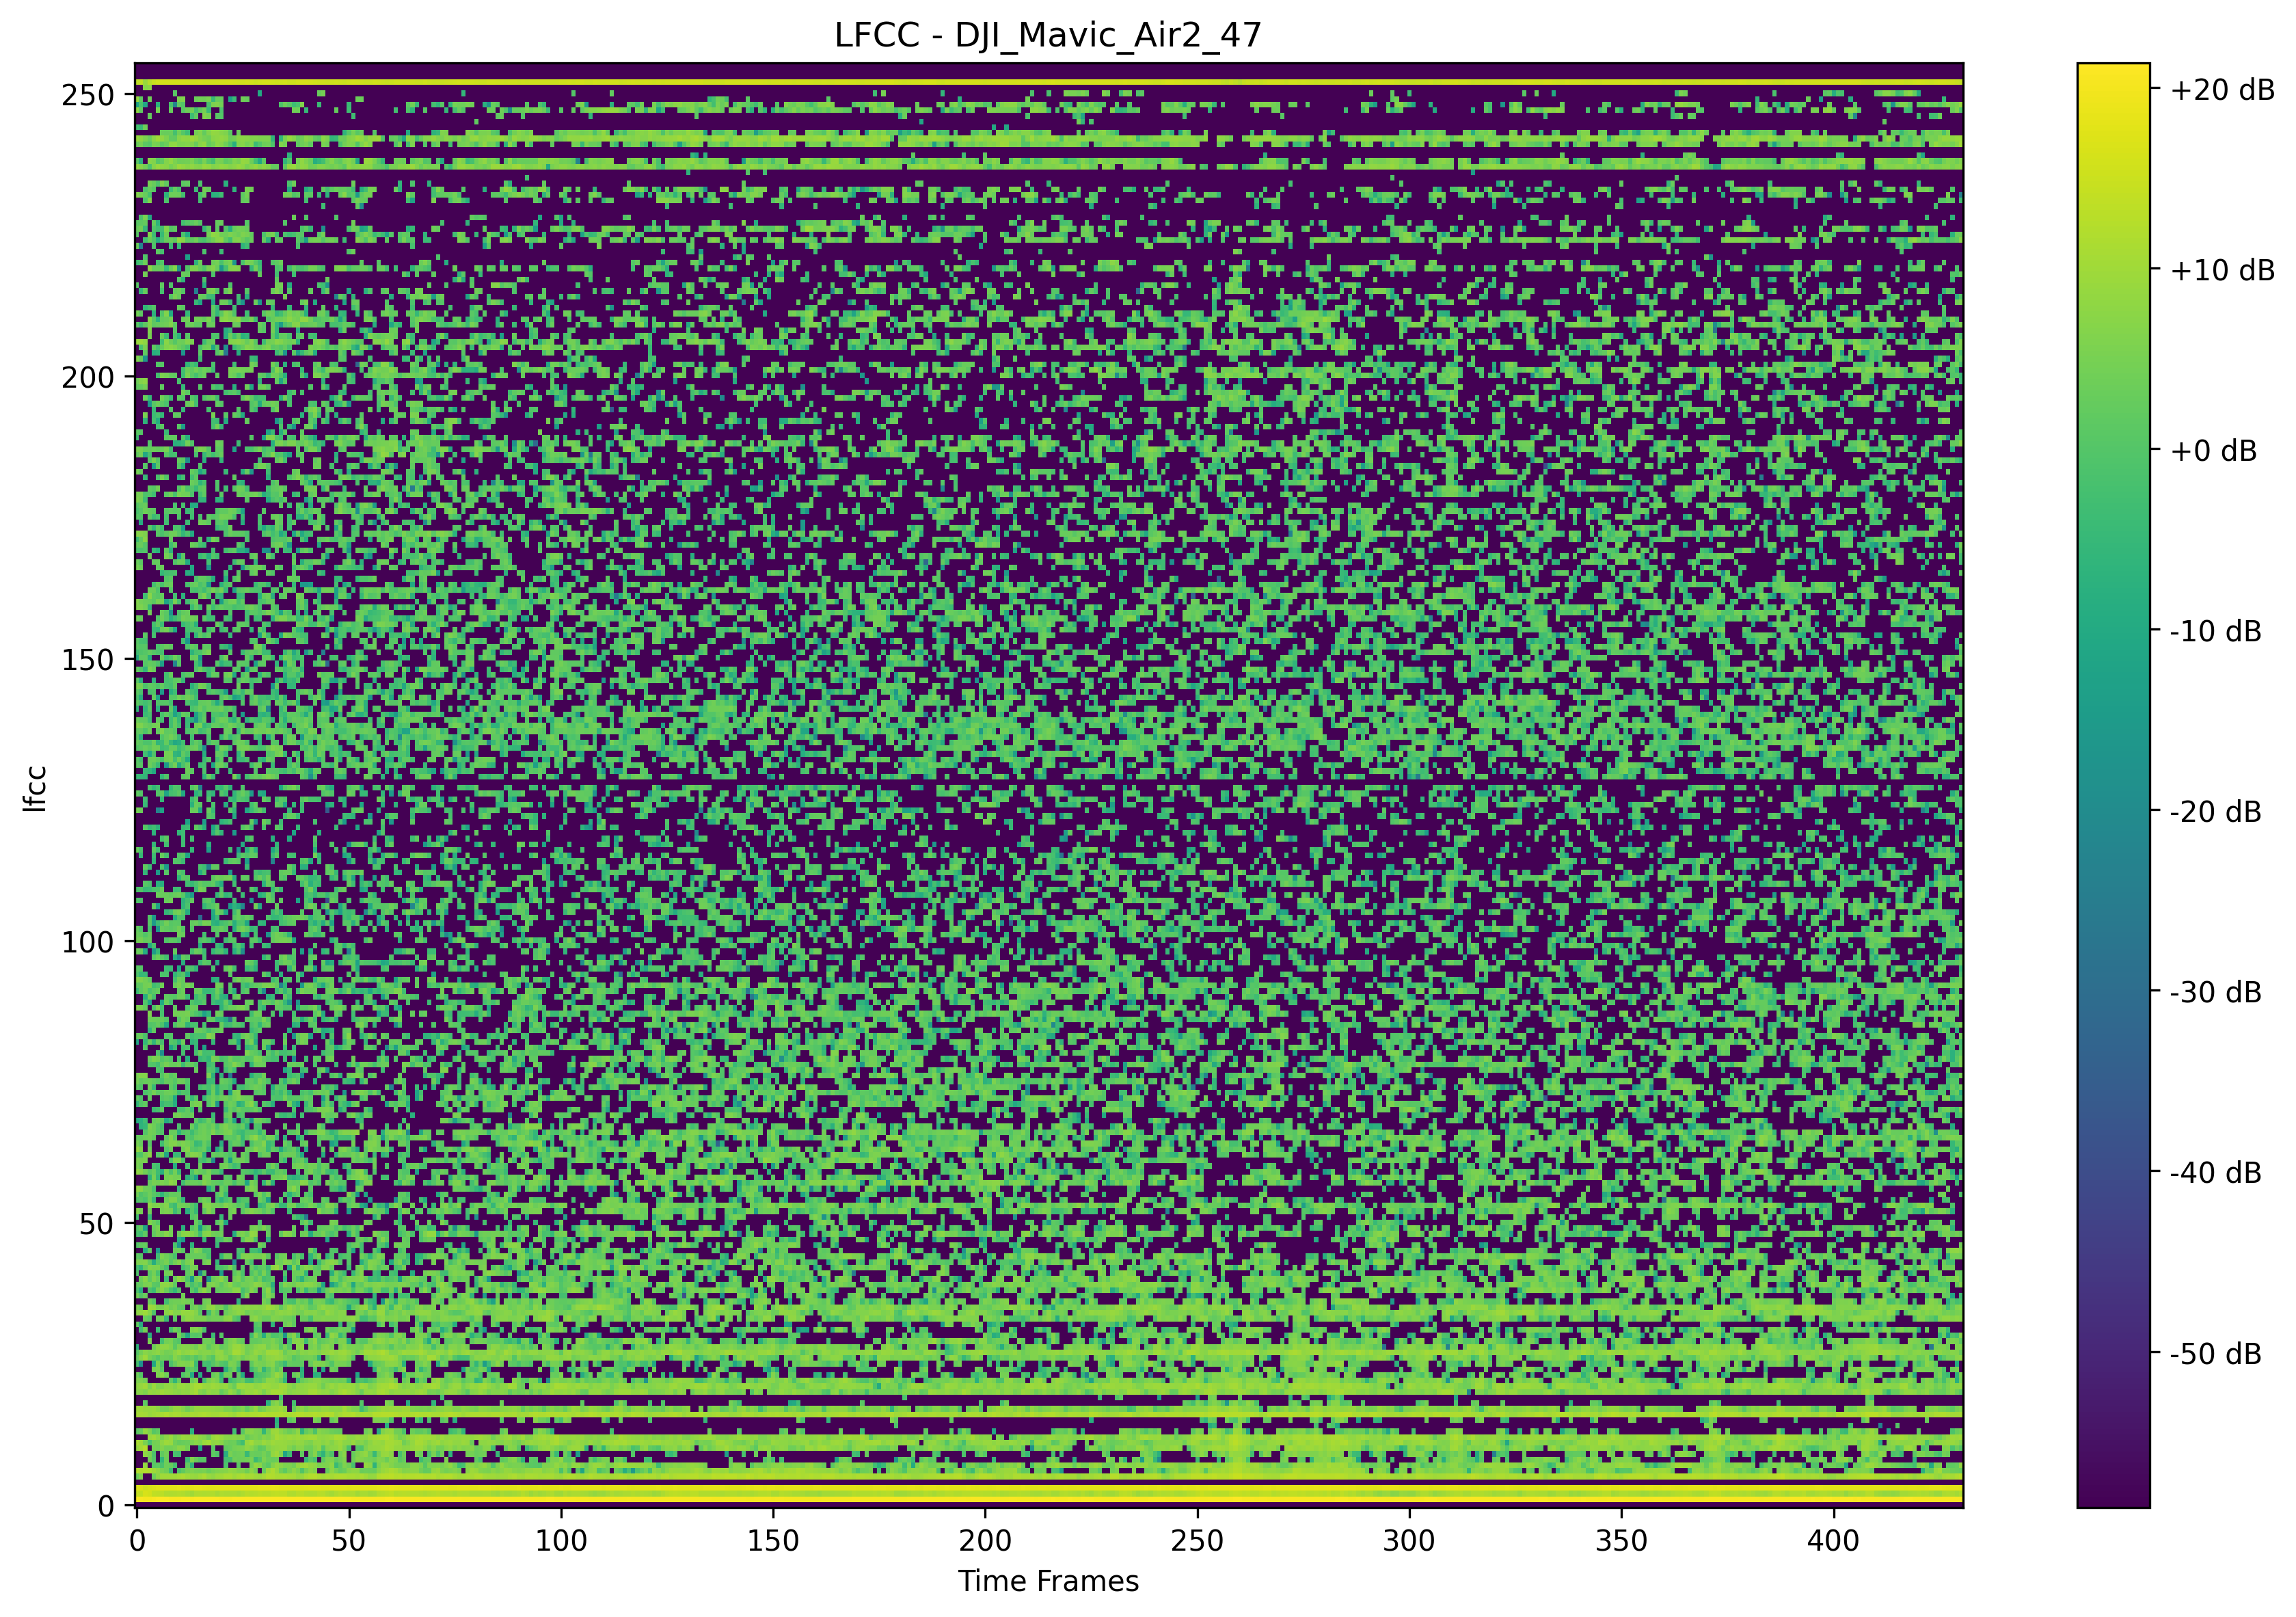 LFCC - DJI_Mavic_Air2_47
250
200
150
100
50
0
lfcc
0 50 100 150 200 250 300 350 400
Time Frames
+20 dB
+10 dB
+0 dB
-10 dB
-20 dB
-30 dB
-40 dB
-50 dB